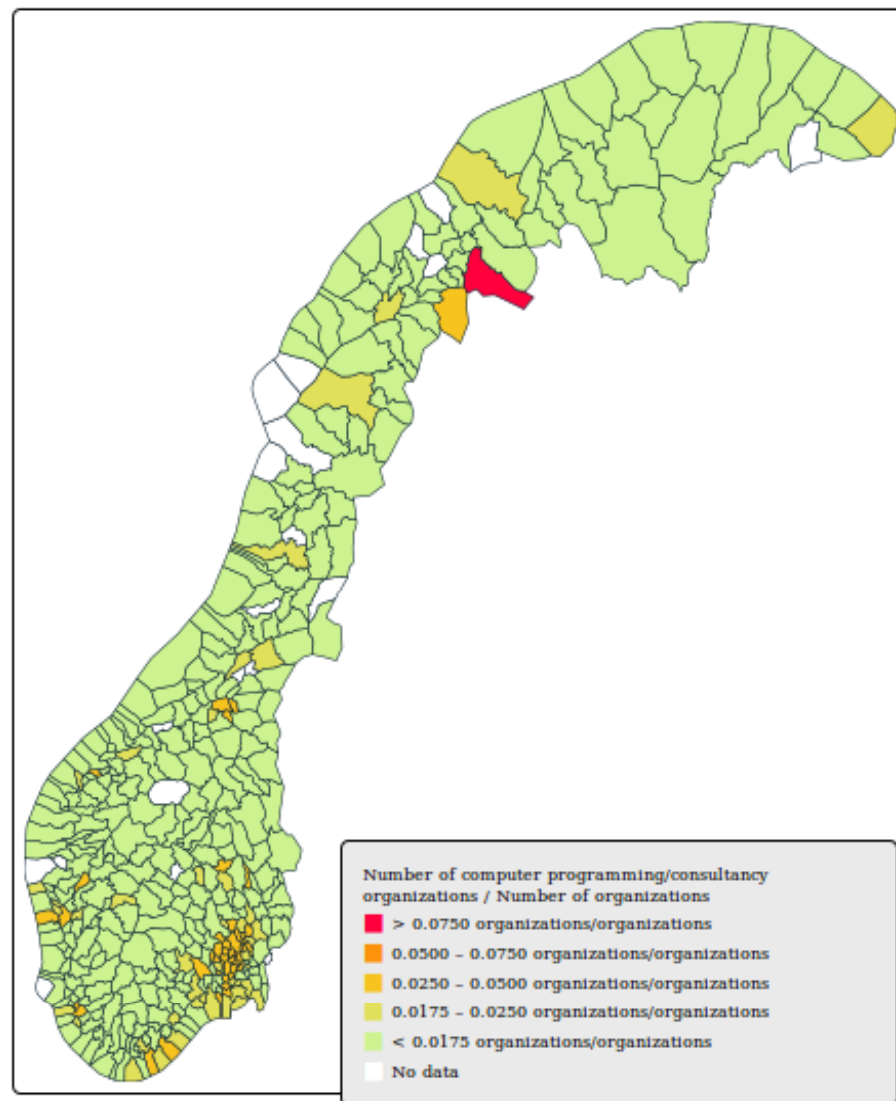 Number of computer programming/consultancy
organizations / Number of organizations
> 0.0750 organizations/organizations
0.0500 – 0.0750 organizations/organizations
0.0250 – 0.0500 organizations/organizations
0.0175 – 0.0250 organizations/organizations
< 0.0175 organizations/organizations
No data